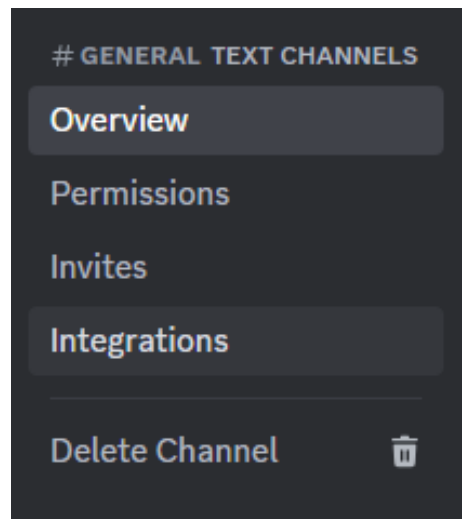 # GENERAL TEXT CHANNELS
Overview
Permissions
Invites
Integrations
Delete Channel